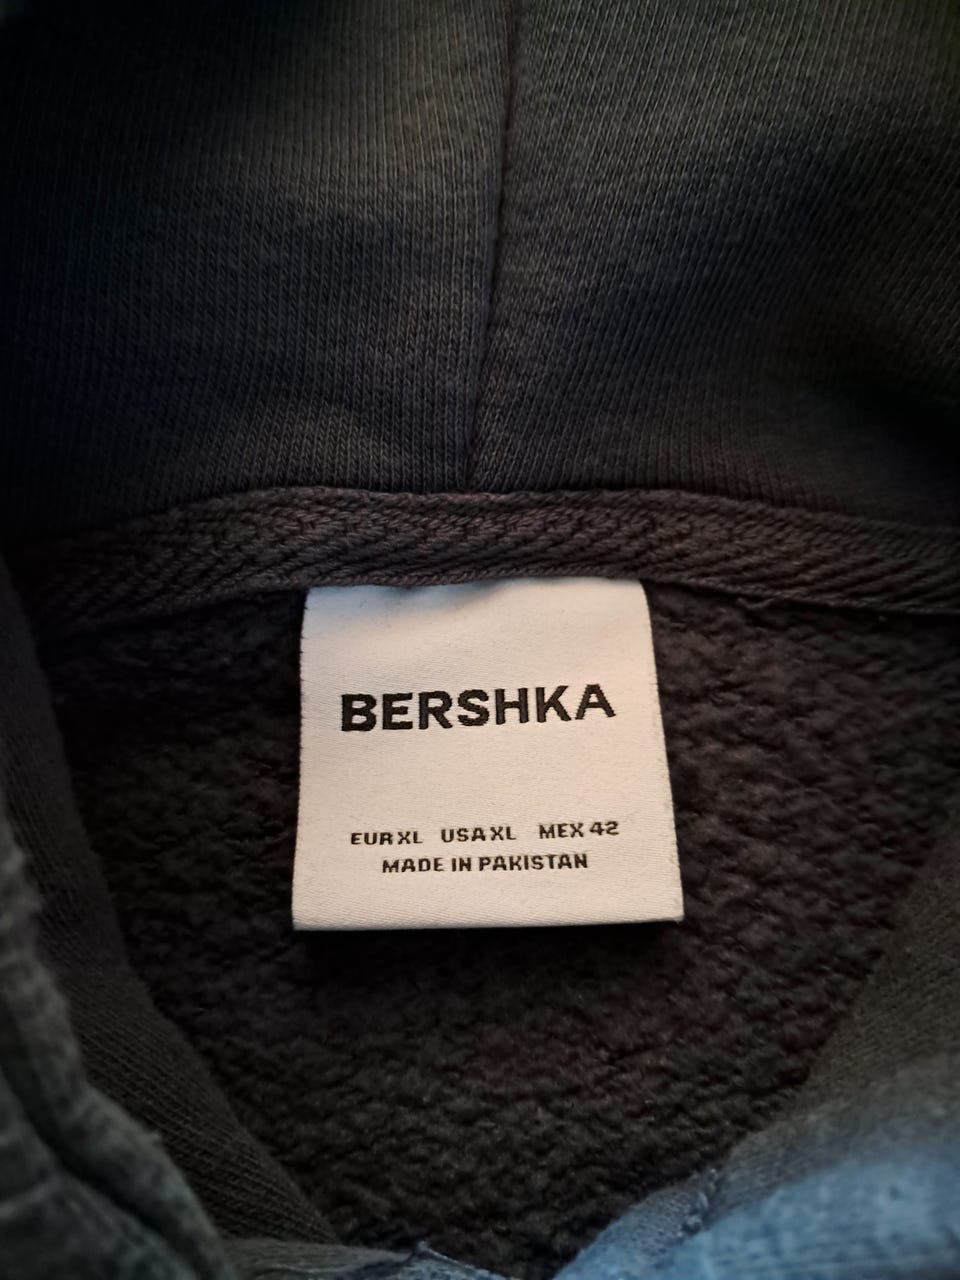 BERSHKA
EUR XL USA XL MEX 42
MADE IN PAKISTAN